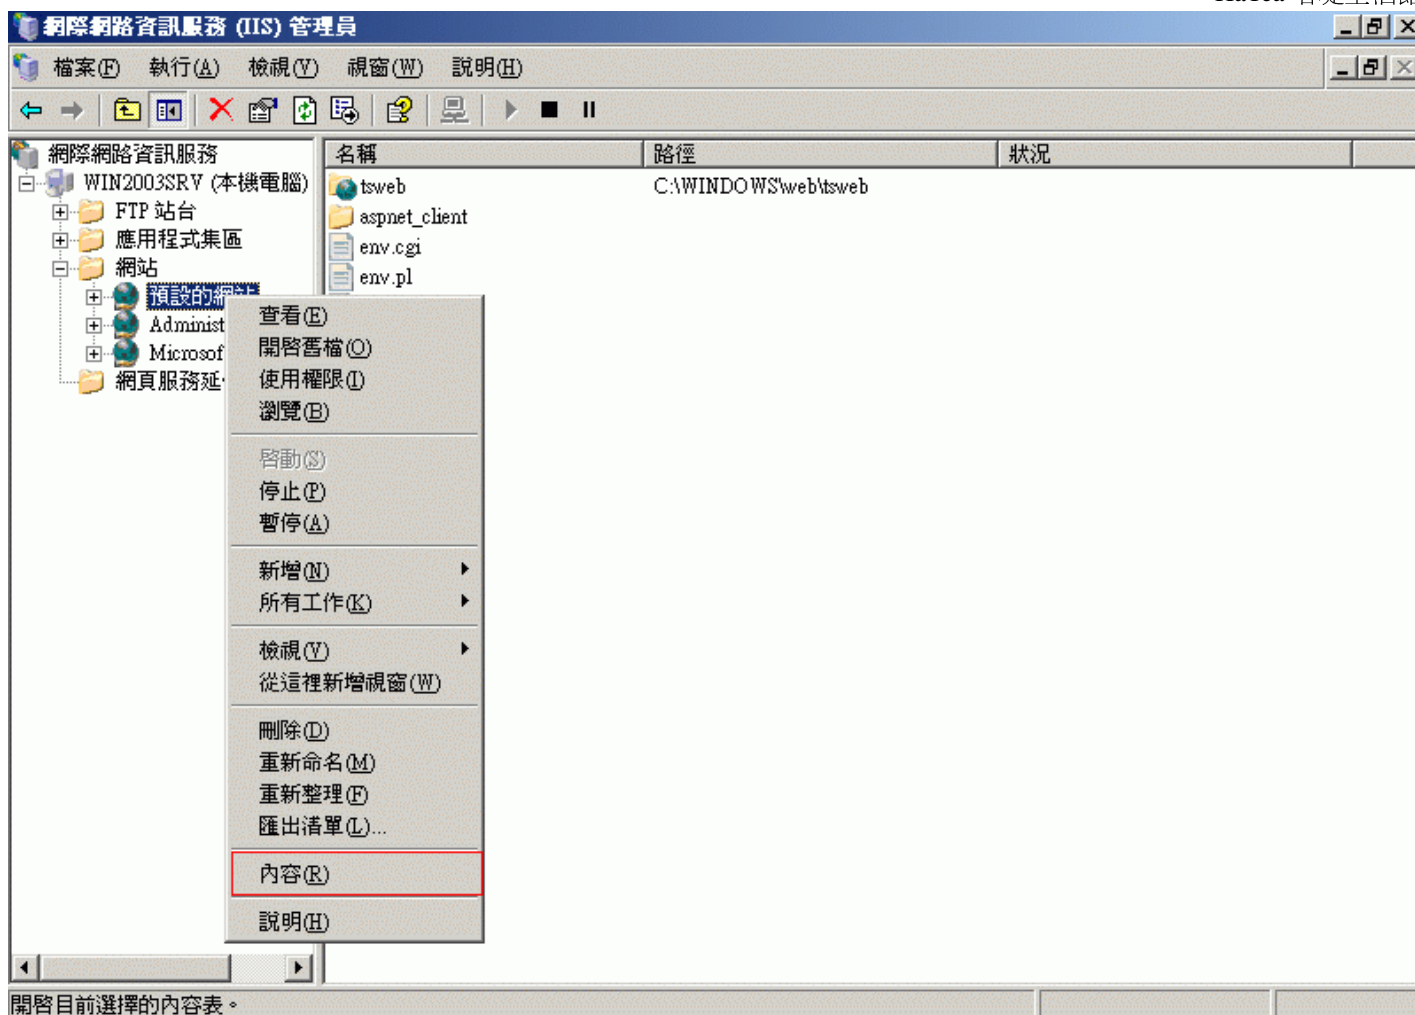 網際網路資訊服務 (IIS) 管理員
檔案(F) 執行(A) 檢視(V) 視窗(W) 說明(H)
網際網路資訊服務
WIN2003SRV (本機電腦)
FTP 站台
應用程式集區
網站
預設的網站
Administ
Microsof
網頁服務延
名稱 路徑 狀況
tsweb C:\WINDOWS\web\tsweb
aspnet_client
env.cgi
env.pl
查看(E)
開啓舊檔(O)
使用權限(I)
瀏覽(B)
啓動(S)
停止(P)
暫停(A)
新增(N)
所有工作(K)
檢視(V)
從這裡新增視窗(W)
刪除(D)
重新命名(M)
重新整理(F)
匯出清單(L)...
內容(R)
說明(H)
開啓目前選擇的內容表。